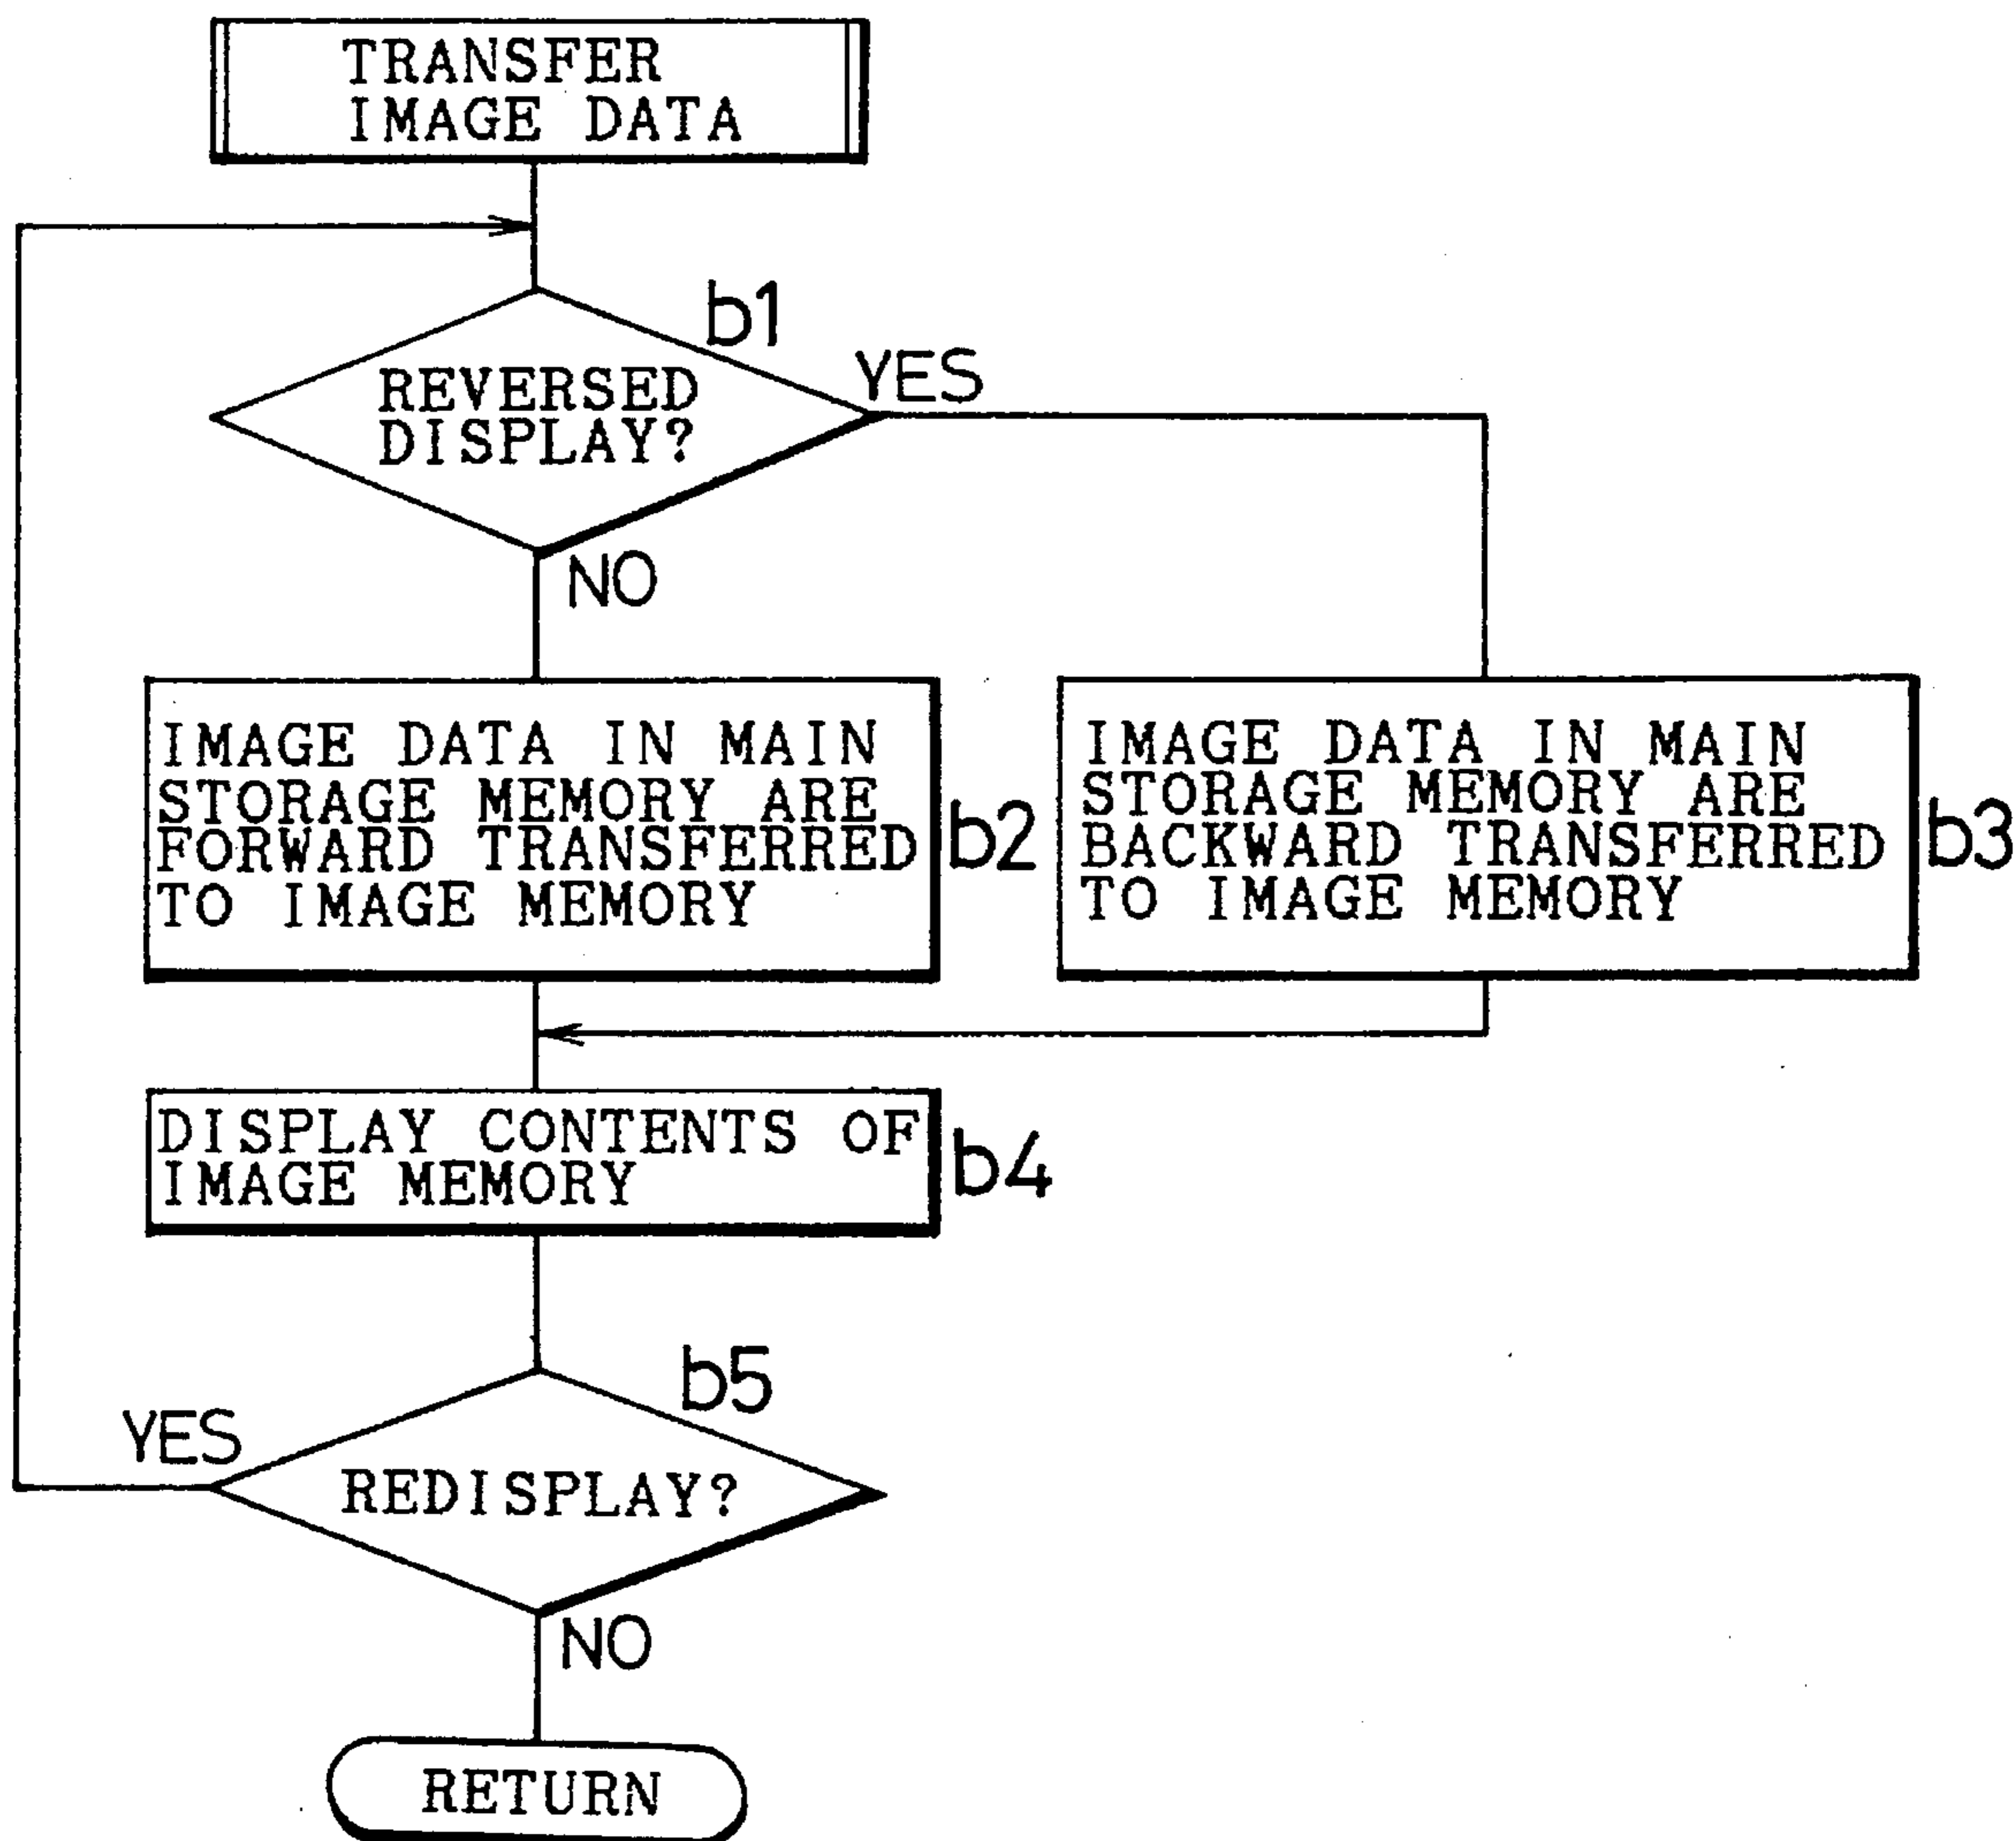 TRANSFER
IMAGE DATA
b1
REVERSED
DISPLAY?
YES
NO
IMAGE DATA IN MAIN
STORAGE MEMORY ARE
FORWARD TRANSFERRED
TO IMAGE MEMORY
b2
IMAGE DATA IN MAIN
STORAGE MEMORY ARE
BACKWARD TRANSFERRED
TO IMAGE MEMORY
b3
DISPLAY CONTENTS OF
IMAGE MEMORY
b4
b5
YES
REDISPLAY?
NO
RETURN